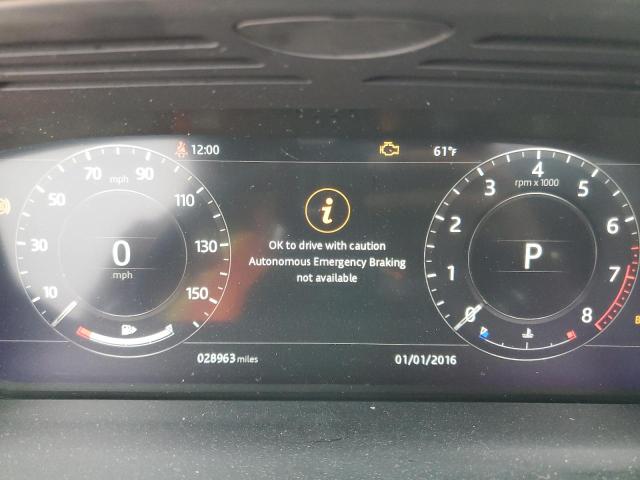 12:00
61°F
10
30
50
70
mph
90
110
130
150
0
mph
i
OK to drive with caution
Autonomous Emergency Braking
not available
0
1
2
3
4
5
6
7
8
rpm x 1000
P
028963 miles
01/01/2016